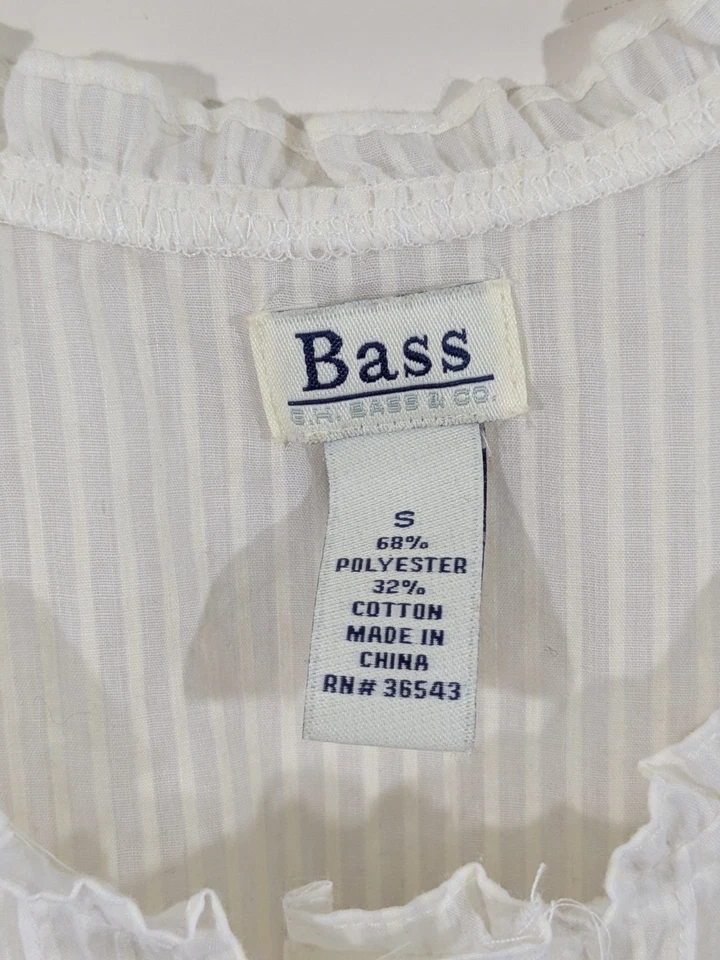 Bass
G.H. BASS & CO.
S
68%
POLYESTER
32%
COTTON
MADE IN
CHINA
RN# 36543